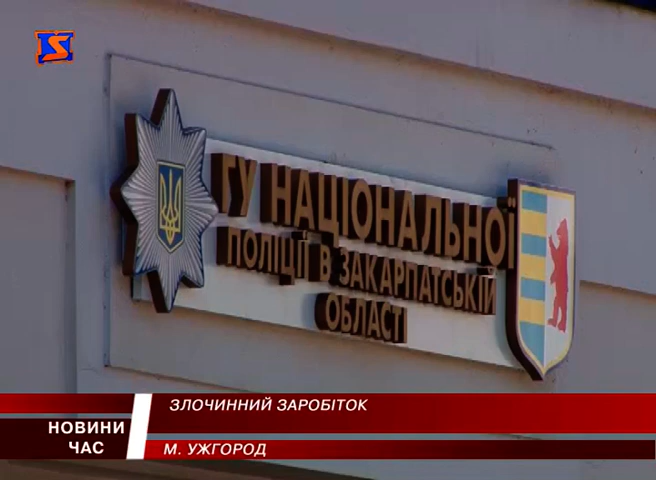 ГУ НАЦІОНАЛЬНОЇ
ПОЛІЦІЇ В ЗАКАРПАТСЬКІЙ
ОБЛАСТІ
ЗЛОЧИННИЙ ЗАРОБІТОК
НОВИНИ
ЧАС
М. УЖГОРОД